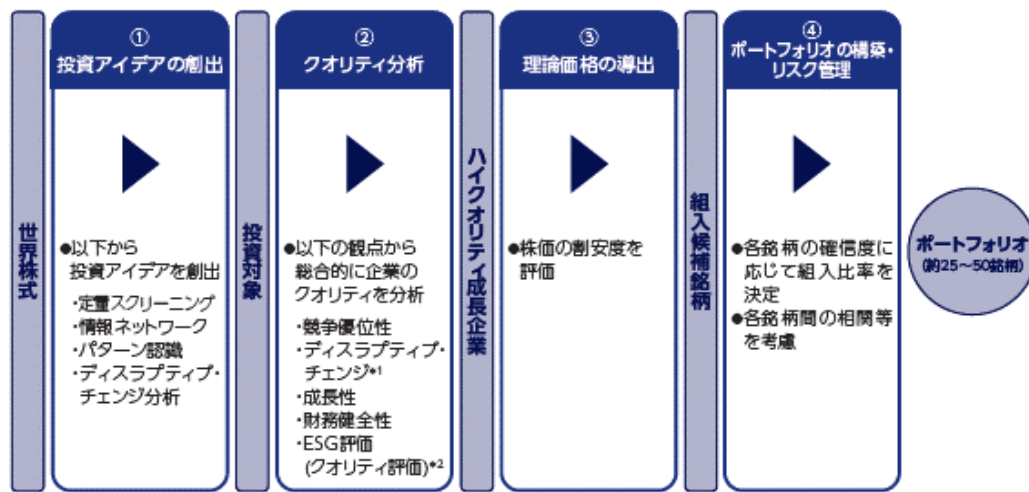 世界株式
①
投資アイデアの創出
●以下から
投資アイデアを創出
・定量スクリーニング
・情報ネットワーク
・パターン認識
・ディスラプティブ・
チェンジ分析
投資対象
②
クオリティ分析
●以下の観点から
総合的に企業の
クオリティを分析
・競争優位性
・ディスラプティブ・
チェンジ*1
・成長性
・財務健全性
・ESG評価
(クオリティ評価)*2
ハイクオリティ成長企業
③
理論価格の導出
●株価の割安度を
評価
組入候補銘柄
④
ポートフォリオの構築・
リスク管理
●各銘柄の確信度に
応じて組入比率を
決定
●各銘柄間の相関等
を考慮
ポートフォリオ
(約25～50銘柄)